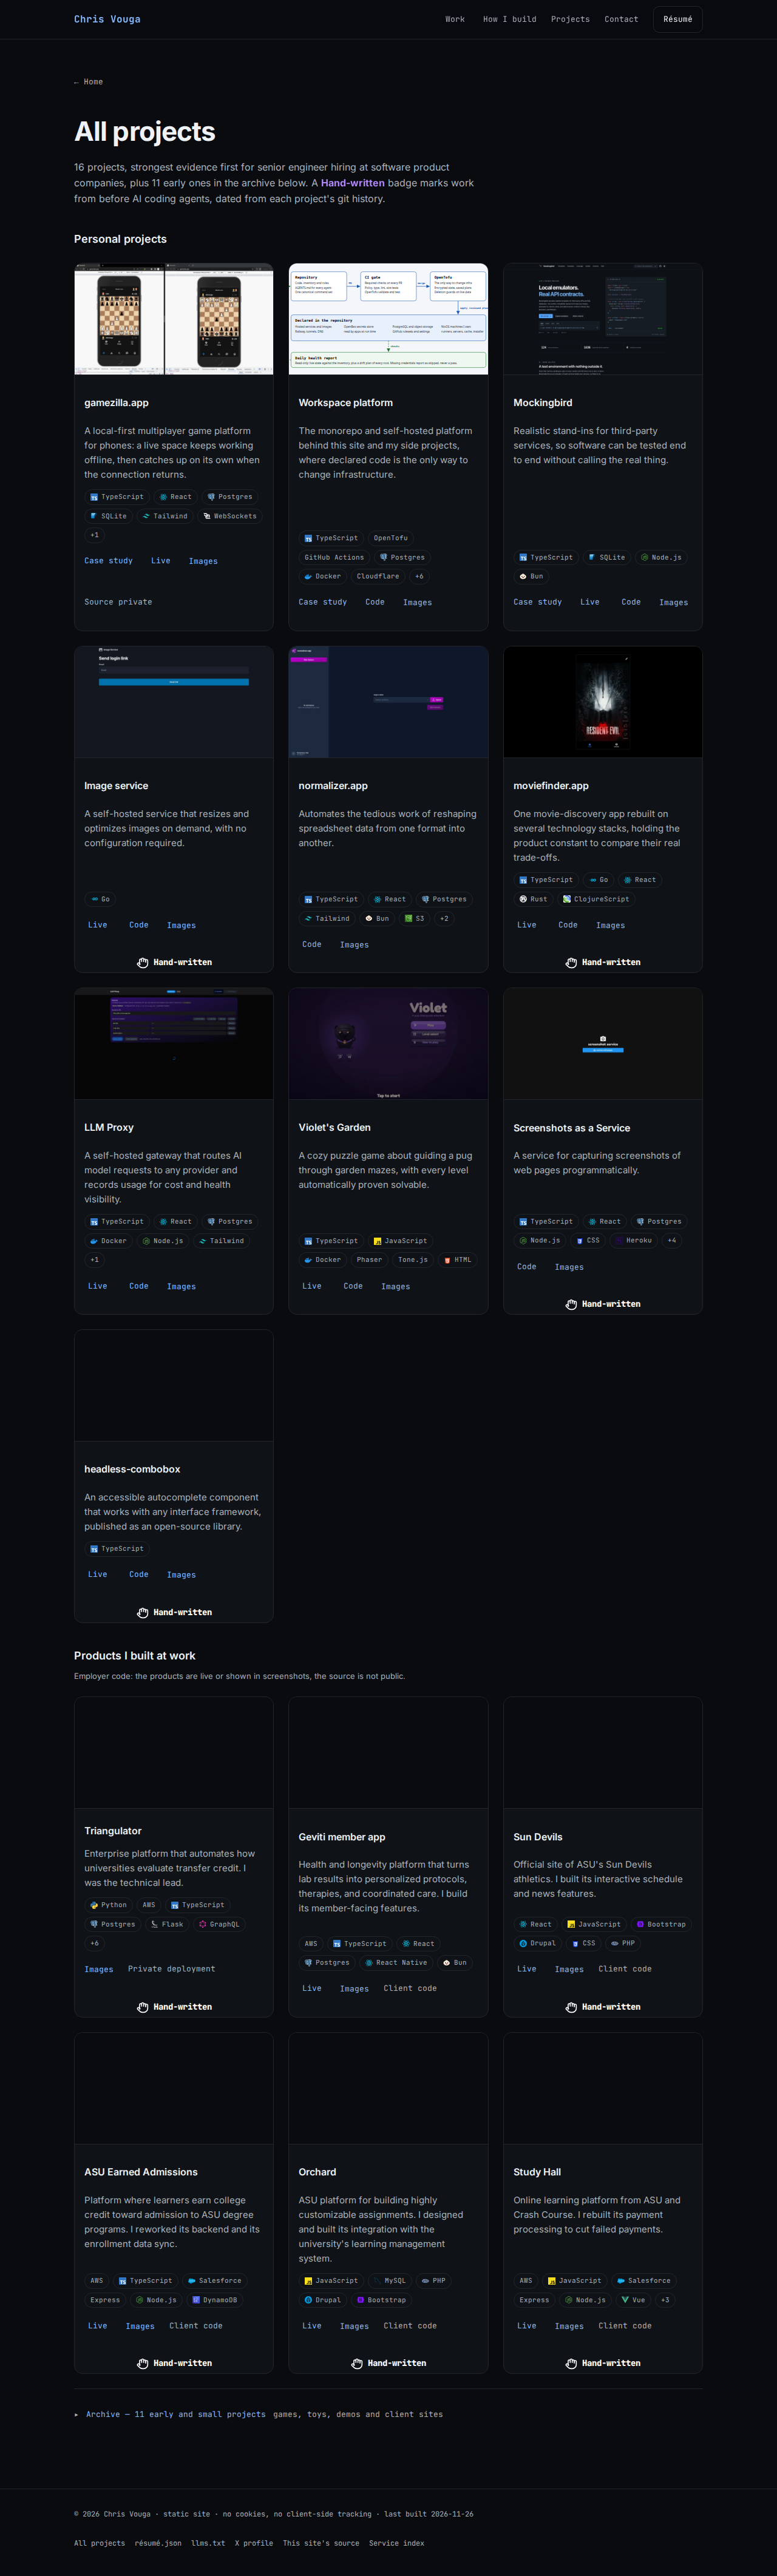 Chris Vouga
Work How I build Projects Contact Résumé
← Home
All projects
16 projects, strongest evidence first for senior engineer hiring at software product
companies, plus 11 early ones in the archive below. A Hand-written badge marks work
from before AI coding agents, dated from each project's git history.
Personal projects
gamezilla.app
A local-first multiplayer game platform
for phones: a live space keeps working
offline, then catches up on its own when
the connection returns.
TypeScript React Postgres
SQLite Tailwind WebSockets
+1
Case study Live Images
Source private
Repository
CI gate
OpenTofu
Declared in the repository
Daily health report
Workspace platform
The monorepo and self-hosted platform
behind this site and my side projects,
where declared code is the only way to
change infrastructure.
TypeScript OpenTofu
GitHub Actions Postgres
Docker Cloudflare +6
Case study Code Images
Local emulators.
Real API contracts.
Mockingbird
Realistic stand-ins for third-party
services, so software can be tested end
to end without calling the real thing.
TypeScript SQLite Node.js
Bun
Case study Live Code Images
Send login link
Image service
A self-hosted service that resizes and
optimizes images on demand, with no
configuration required.
Go
Live Code Images
Hand-written
normalizer.app
Automates the tedious work of reshaping
spreadsheet data from one format into
another.
TypeScript React Postgres
Tailwind Bun S3 +2
Code Images
RESIDENT EVIL
moviefinder.app
One movie-discovery app rebuilt on
several technology stacks, holding the
product constant to compare their real
trade-offs.
TypeScript Go React
Rust ClojureScript
Live Code Images
Hand-written
LLM Proxy
A self-hosted gateway that routes AI
model requests to any provider and
records usage for cost and health
visibility.
TypeScript React Postgres
Docker Node.js Tailwind
+1
Live Code Images
Violet
Tap to start
Violet's Garden
A cozy puzzle game about guiding a pug
through garden mazes, with every level
automatically proven solvable.
TypeScript JavaScript
Docker Phaser Tone.js HTML
Live Code Images
screenshot service
Screenshots as a Service
A service for capturing screenshots of
web pages programmatically.
TypeScript React Postgres
Node.js CSS Heroku +4
Code Images
Hand-written
headless-combobox
An accessible autocomplete component
that works with any interface framework,
published as an open-source library.
TypeScript
Live Code Images
Hand-written
Products I built at work
Employer code: the products are live or shown in screenshots, the source is not public.
Triangulator
Enterprise platform that automates how
universities evaluate transfer credit. I
was the technical lead.
Python AWS TypeScript
Postgres Flask GraphQL
+6
Images Private deployment
Hand-written
Geviti member app
Health and longevity platform that turns
lab results into personalized protocols,
therapies, and coordinated care. I build
its member-facing features.
AWS TypeScript React
Postgres React Native Bun
Live Images Client code
Sun Devils
Official site of ASU's Sun Devils
athletics. I built its interactive schedule
and news features.
React JavaScript Bootstrap
Drupal CSS PHP
Live Images Client code
Hand-written
ASU Earned Admissions
Platform where learners earn college
credit toward admission to ASU degree
programs. I reworked its backend and its
enrollment data sync.
AWS TypeScript Salesforce
Express Node.js DynamoDB
Live Images Client code
Hand-written
Orchard
ASU platform for building highly
customizable assignments. I designed
and built its integration with the
university's learning management
system.
JavaScript MySQL PHP
Drupal Bootstrap
Live Images Client code
Hand-written
Study Hall
Online learning platform from ASU and
Crash Course. I rebuilt its payment
processing to cut failed payments.
AWS JavaScript Salesforce
Express Node.js Vue +3
Live Images Client code
Hand-written
▸ Archive — 11 early and small projects games, toys, demos and client sites
© 2026 Chris Vouga · static site · no cookies, no client-side tracking · last built 2026-11-26
All projects résumé.json llms.txt X profile This site's source Service index